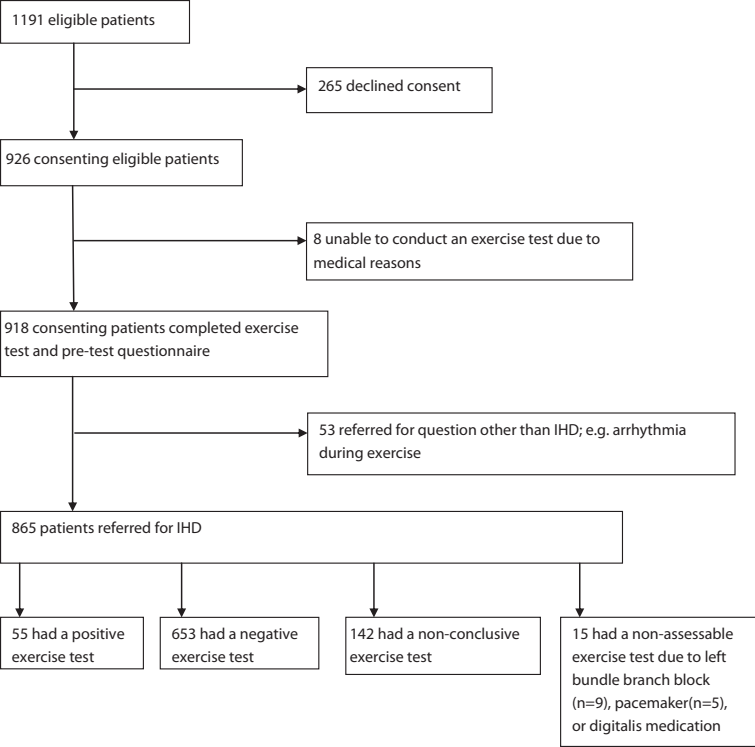 1191 eligible patients
265 declined consent
926 consenting eligible patients
8 unable to conduct an exercise test due to
medical reasons
918 consenting patients completed exercise
test and pre-test questionnaire
53 referred for question other than IHD; e.g. arrhythmia
during exercise
865 patients referred for IHD
55 had a positive
exercise test
653 had a negative
exercise test
142 had a non-conclusive
exercise test
15 had a non-assessable
exercise test due to left
bundle branch block
(n=9), pacemaker(n=5),
or digitalis medication